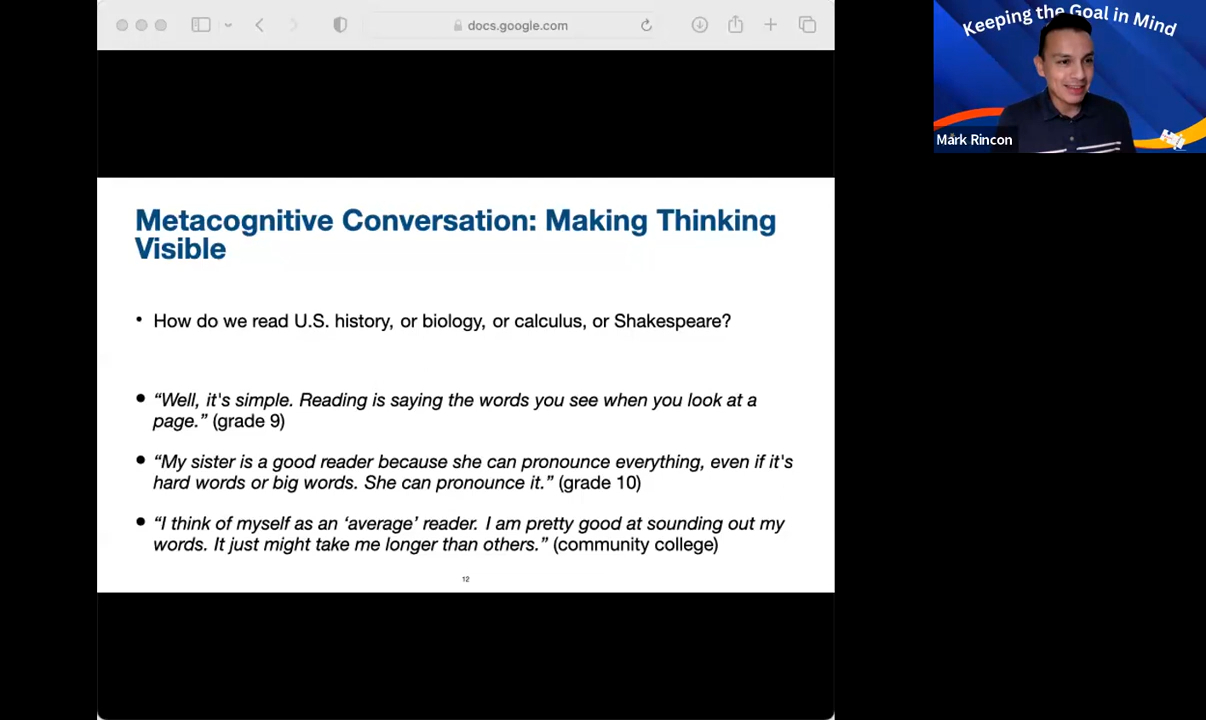 docs.google.com
Keeping the Goal in Mind
Mark Rincon
Metacognitive Conversation: Making Thinking
Visible
• How do we read U.S. history, or biology, or calculus, or Shakespeare?
• “Well, it's simple. Reading is saying the words you see when you look at a
page.” (grade 9)
• “My sister is a good reader because she can pronounce everything, even if it's
hard words or big words. She can pronounce it.” (grade 10)
• “I think of myself as an ‘average’ reader. I am pretty good at sounding out my
words. It just might take me longer than others.” (community college)
12